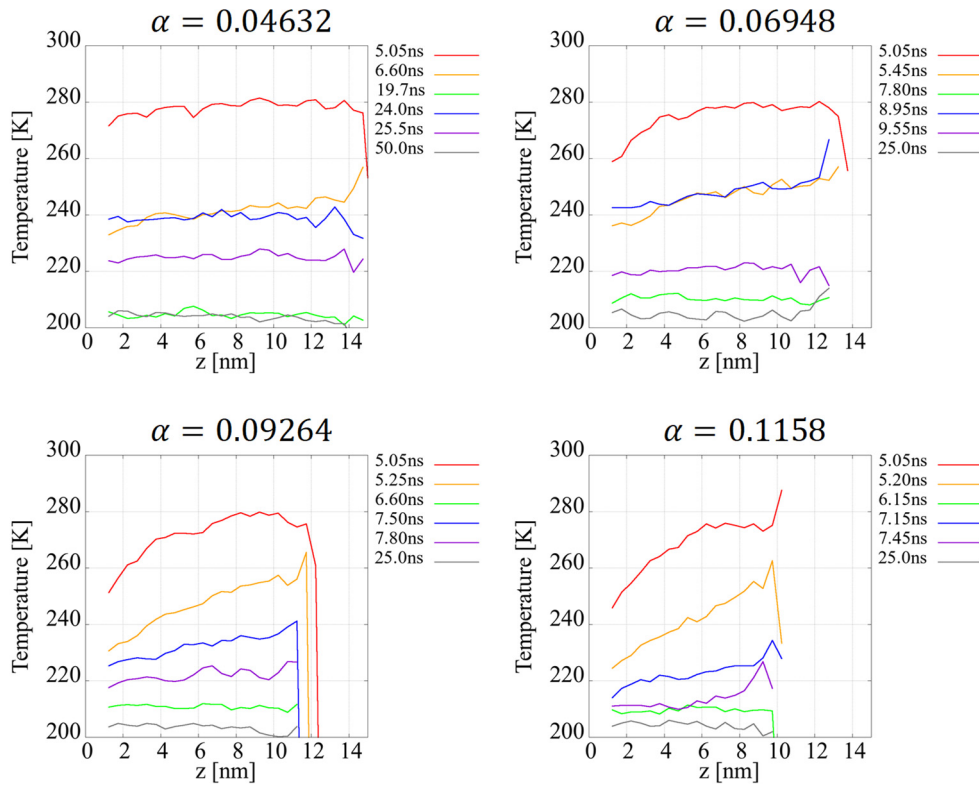 α = 0.04632
300
280
260
240
220
200
Temperature [K]
0 2 4 6 8 10 12 14
z [nm]
5.05ns
6.60ns
19.7ns
24.0ns
25.5ns
50.0ns
α = 0.06948
300
280
260
240
220
200
Temperature [K]
0 2 4 6 8 10 12 14
z [nm]
5.05ns
5.45ns
7.80ns
8.95ns
9.55ns
25.0ns
α = 0.09264
300
280
260
240
220
200
Temperature [K]
0 2 4 6 8 10 12 14
z [nm]
5.05ns
5.25ns
6.60ns
7.50ns
7.80ns
25.0ns
α = 0.1158
300
280
260
240
220
200
Temperature [K]
0 2 4 6 8 10 12 14
z [nm]
5.05ns
5.20ns
6.15ns
7.15ns
7.45ns
25.0ns